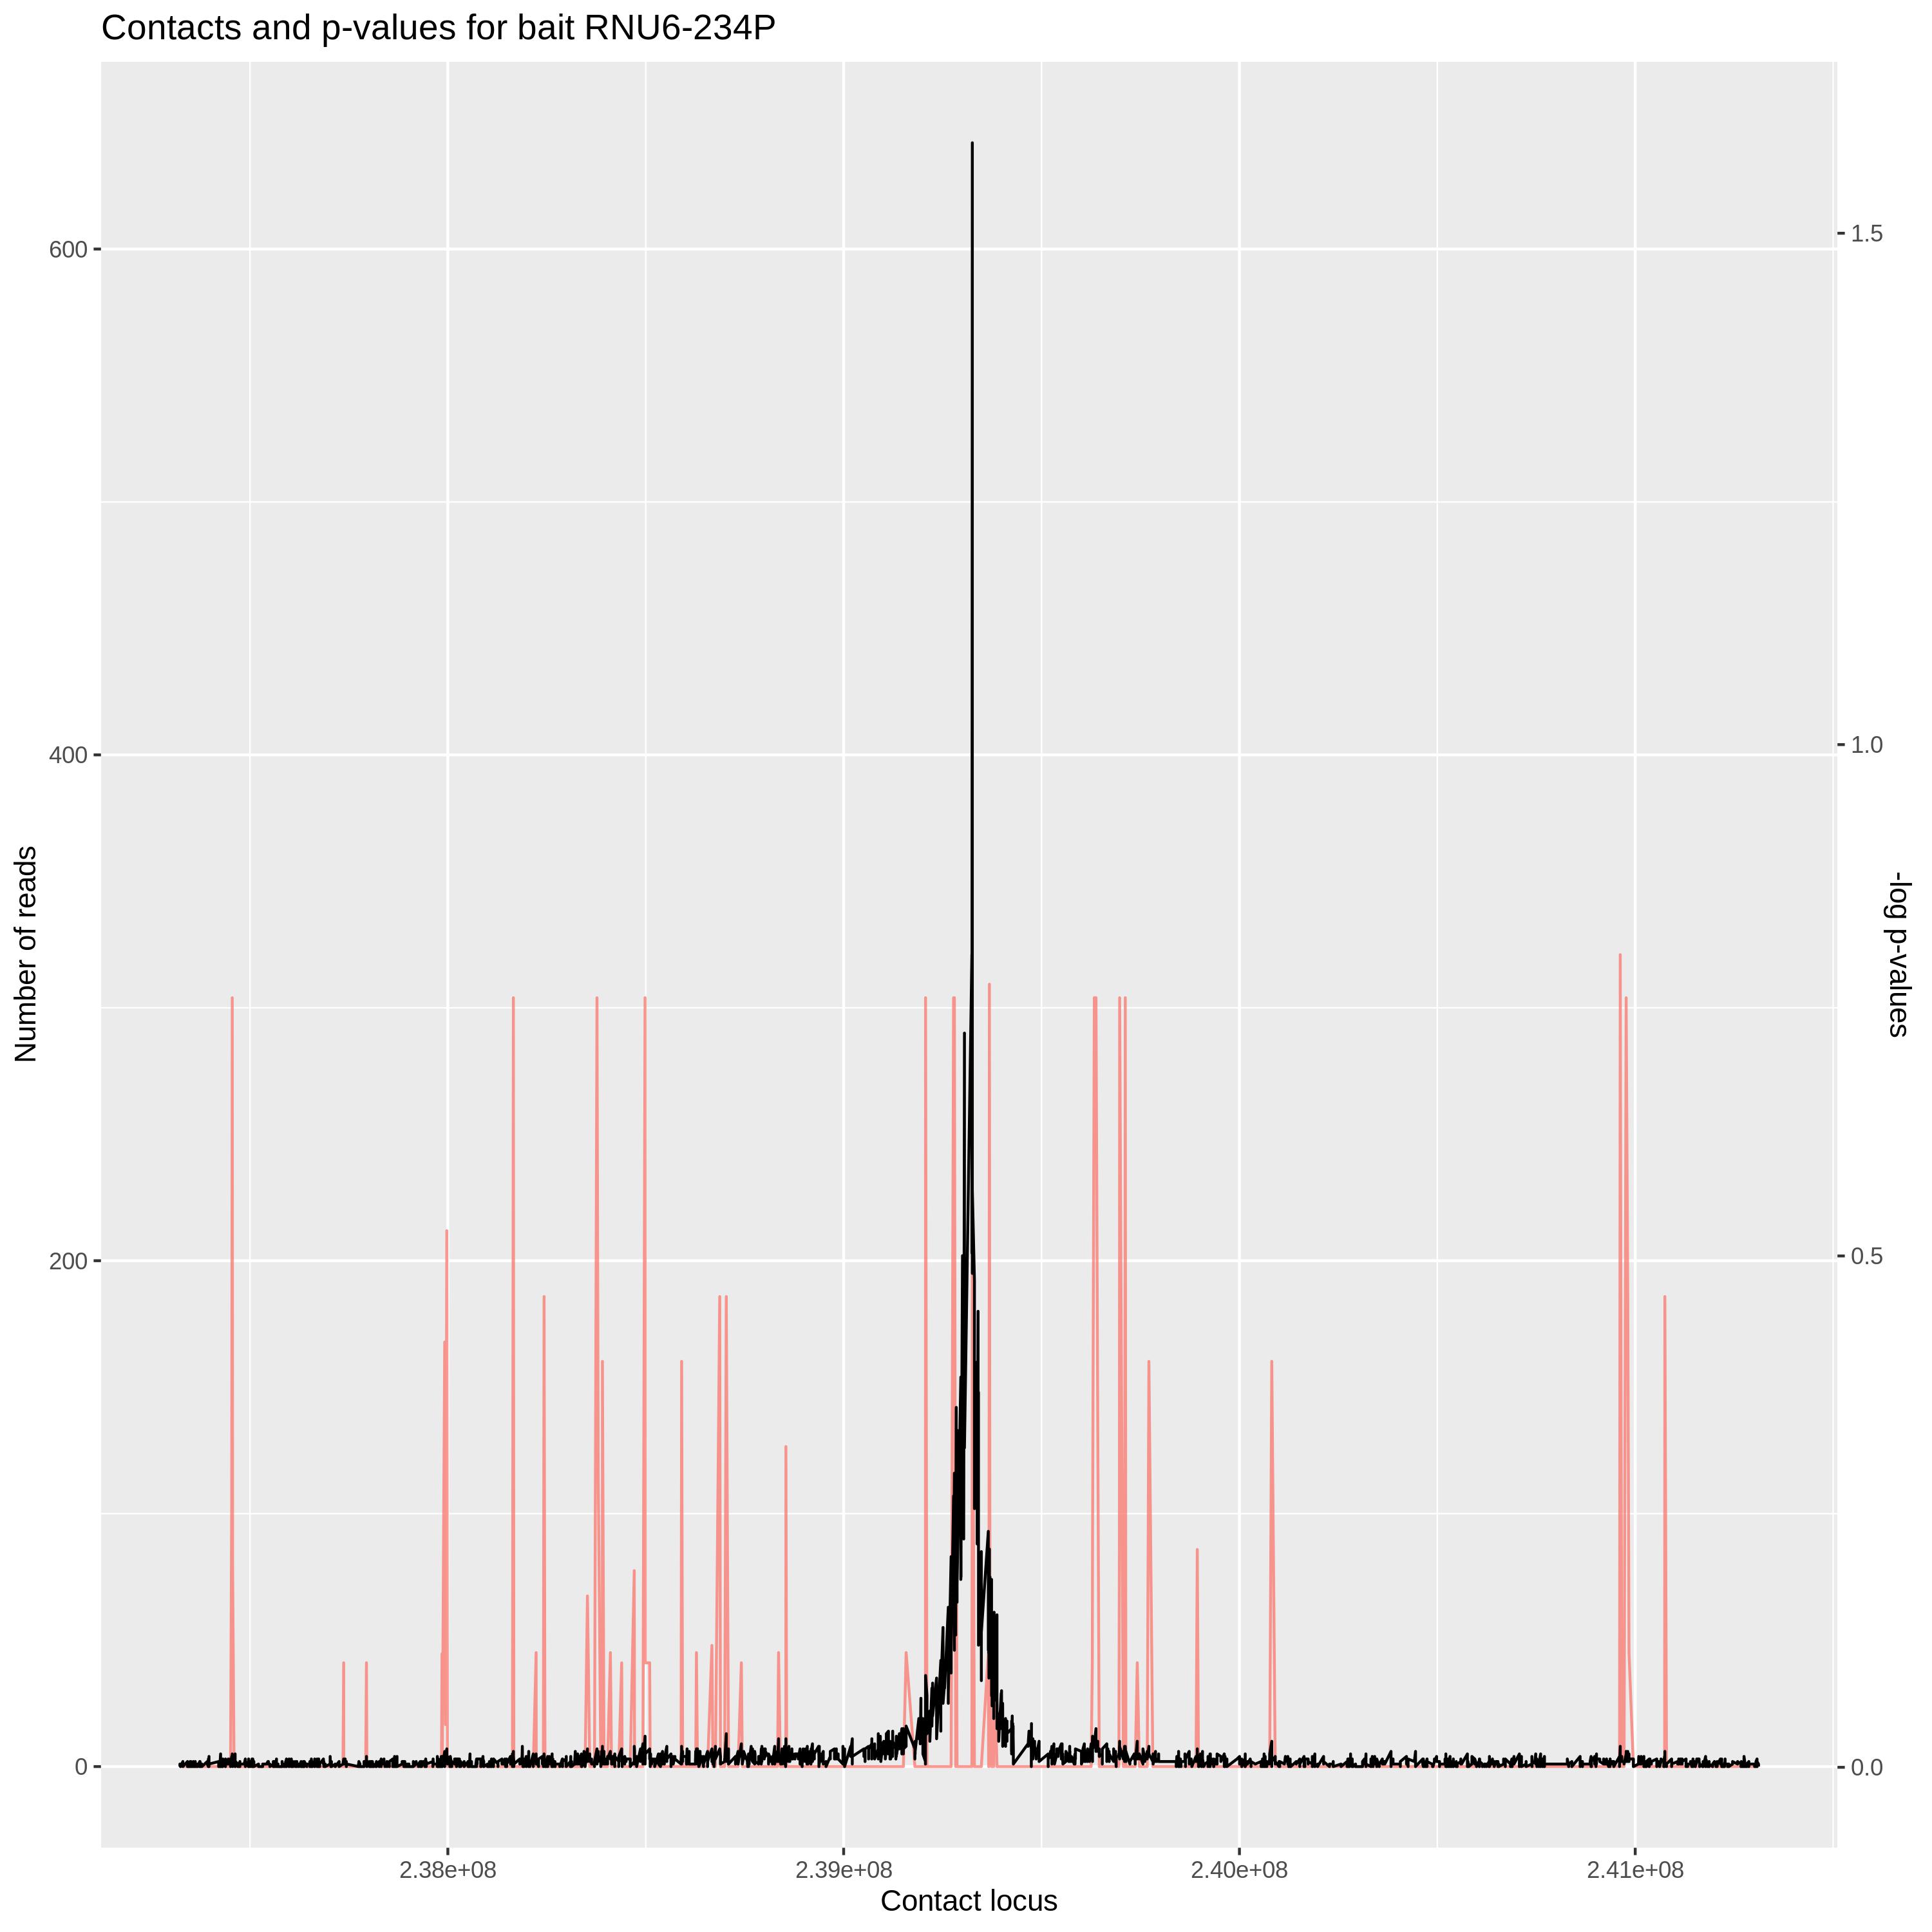 Contacts and p-values for bait RNU6-234P
600
400
200
0
Number of reads
1.5
1.0
0.5
0.0
-log p-values
2.38e+08
2.39e+08
2.40e+08
2.41e+08
Contact locus